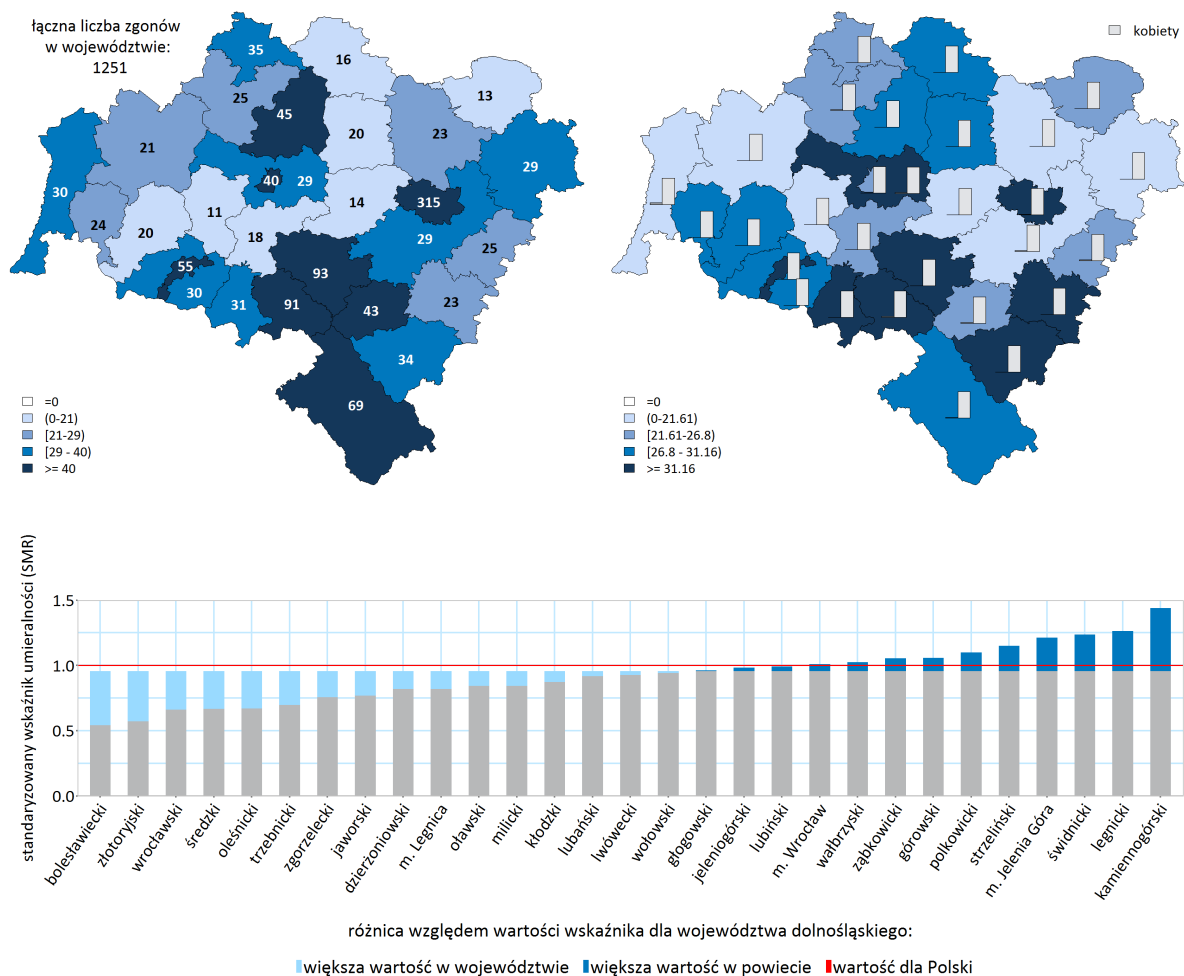 łączna liczba zgonów
w województwie:
1251
35
16
25
45
13
21
20
23
30
40
29
29
24
20
11
14
315
18
29
25
55
30
31
93
91
43
23
34
69
=0
(0-21)
[21-29)
[29 - 40)
>= 40
kobiety
=0
(0-21.61)
[21.61-26.8)
[26.8 - 31.16)
>= 31.16
standaryzowany wskaźnik umieralności (SMR)
1.5
1.0
0.5
0.0
bolesławiecki
złotoryjski
wrocławski
średzki
oleśnicki
trzebnicki
zgorzelecki
jaworski
dzierżoniowski
m. Legnica
oławski
milicki
kłodzki
lubański
lwówecki
wołowski
głogowski
jeleniogórski
lubiński
m. Wrocław
wałbrzyski
ząbkowicki
górowski
polkowicki
strzeliński
m. Jelenia Góra
świdnicki
legnicki
kamiennogórski
różnica względem wartości wskaźnika dla województwa dolnośląskiego:
większa wartość w województwie większa wartość w powiecie wartość dla Polski